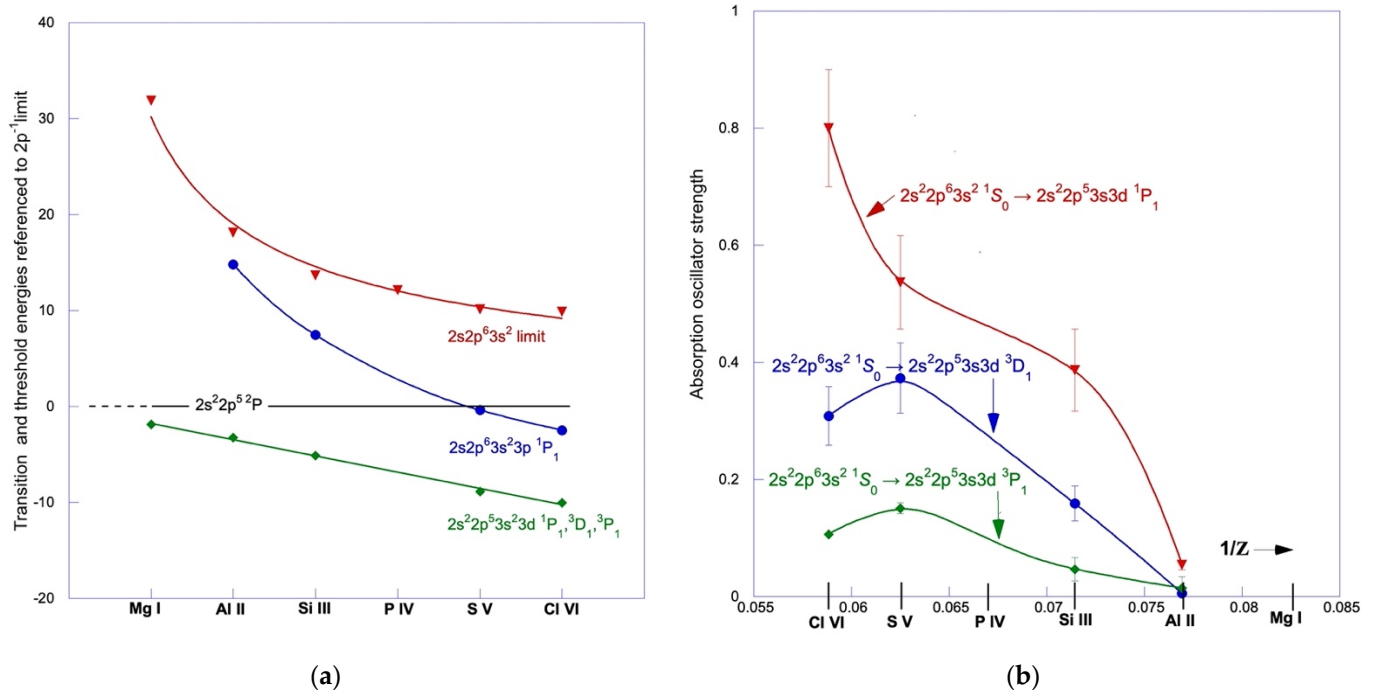 Transition and threshold energies referenced to 2p⁻¹limit
40
30
20
10
0
-10
-20
2s2p⁶3s² limit
2s²2p⁵ ²P
2s2p⁶3s²3p ¹P₁
2s²2p⁵3s²3d ¹P₁,³D₁,³P₁
Mg I Al II Si III P IV S V Cl VI
(a)
Absorption oscillator strength
1
0.8
0.6
0.4
0.2
0
2s²2p⁶3s² ¹S₀ → 2s²2p⁵3s3d ¹P₁
2s²2p⁶3s² ¹S₀ → 2s²2p⁵3s3d ³D₁
2s²2p⁶3s² ¹S₀ → 2s²2p⁵3s3d ³P₁
1/Z
0.055 0.06 0.065 0.07 0.075 0.08 0.085
Cl VI S V P IV Si III Al II Mg I
(b)